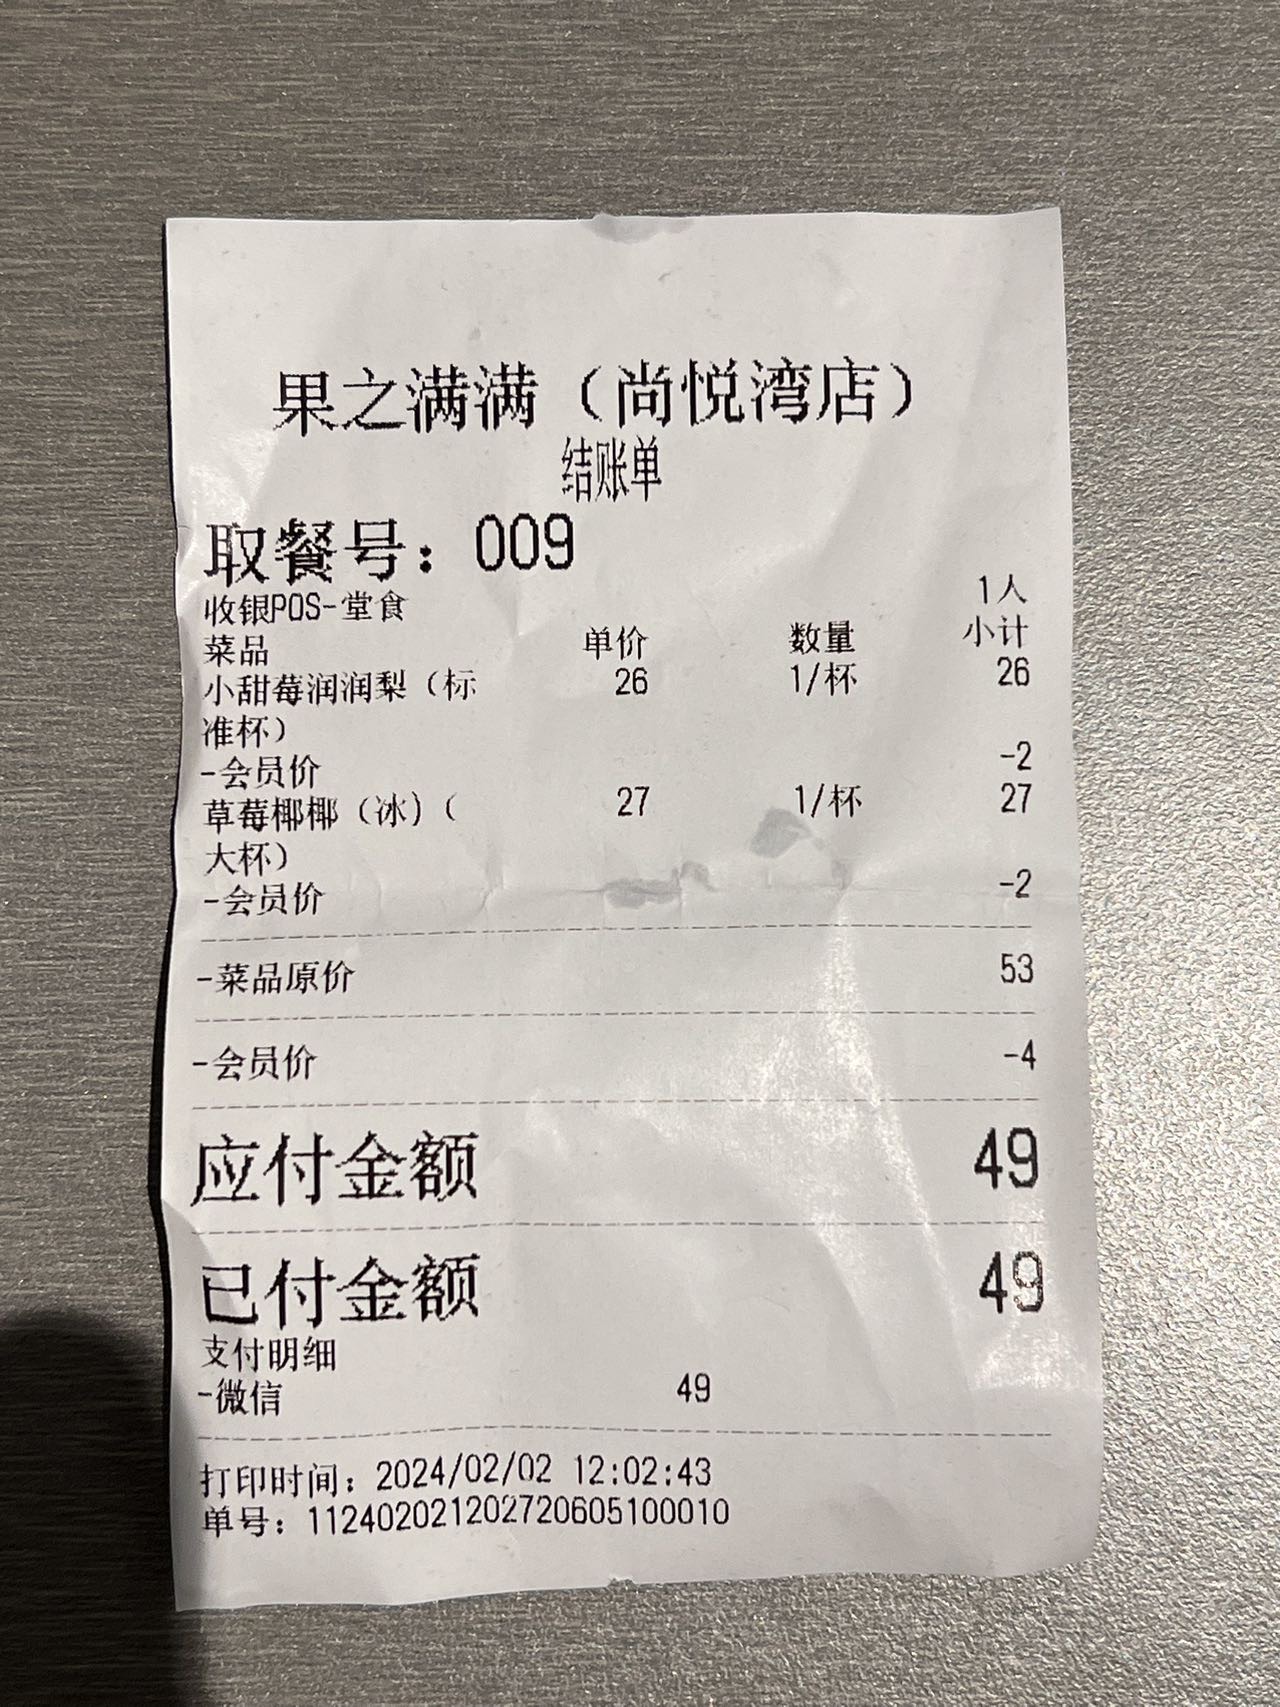 果之满满（尚悦湾店）
结账单
取餐号：009
收银POS-堂食 1人
菜品 单价 数量 小计
小甜莓润润梨（标 26 1/杯 26
准杯）
-会员价 -2
草莓椰椰（冰）（ 27 1/杯 27
大杯）
-会员价 -2
-菜品原价 53
-会员价 -4
应付金额 49
已付金额 49
支付明细
-微信 49
打印时间：2024/02/02 12:02:43
单号：112402021202720605100010